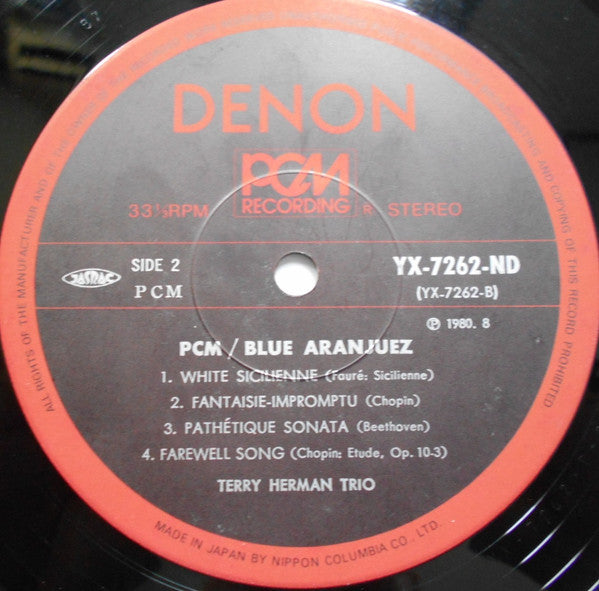 DENON
PCM
RECORDING
33⅓RPM
R STEREO
JASRAC
SIDE 2
PCM
YX-7262-ND
(YX-7262-B)
Ⓟ 1980. 8
PCM / BLUE ARANJUEZ
1. WHITE SICILIENNE (Fauré: Sicilienne)
2. FANTAISIE-IMPROMPTU (Chopin)
3. PATHÉTIQUE SONATA (Beethoven)
4. FAREWELL SONG (Chopin: Etude, Op. 10-3)
TERRY HERMAN TRIO
ALL RIGHTS OF THE MANUFACTURER AND OF THE
AND COPYING OF THIS RECORD PROHIBITED
MADE IN JAPAN BY NIPPON COLUMBIA CO., LTD.